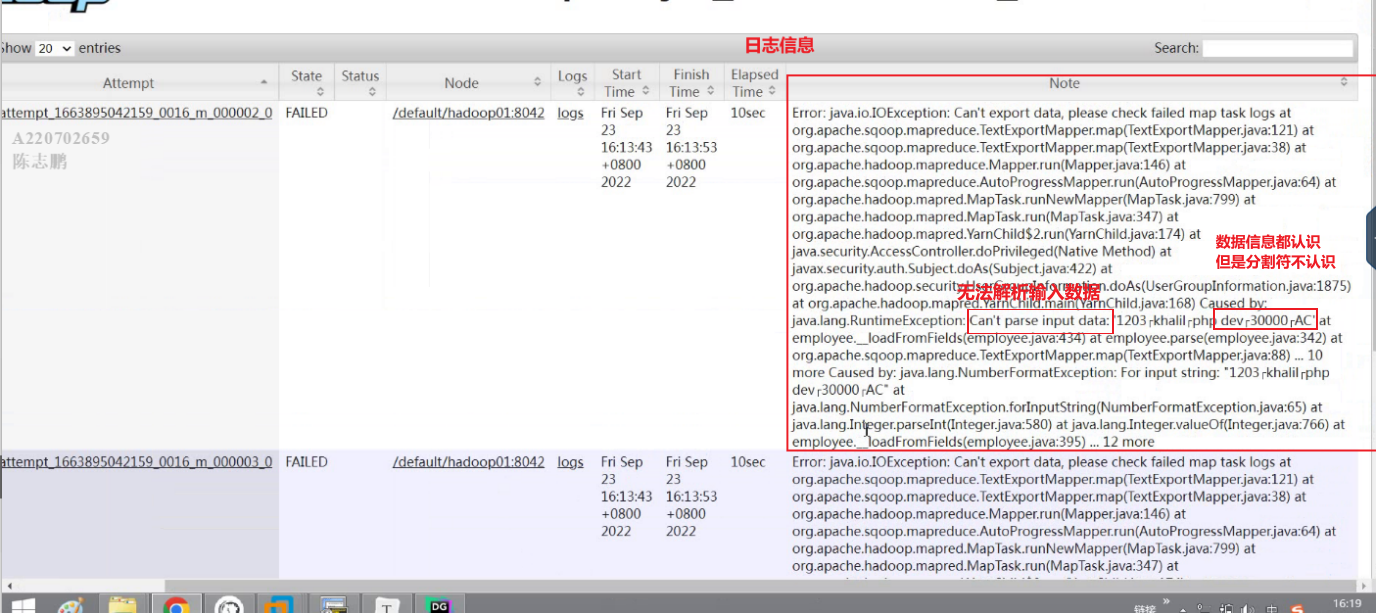 日志信息
Show 20 entries
Search:
Attempt State Status Node Logs Start Time Finish Time Elapsed Time Note
attempt_1663895042159_0016_m_000002_0 FAILED /default/hadoop01:8042 logs
Fri Sep
23
16:13:43
+0800
2022
Fri Sep
23
16:13:53
+0800
2022
10sec
A220702659
陈志鹏
Error: java.io.IOException: Can't export data, please check failed map task logs at
org.apache.sqoop.mapreduce.TextExportMapper.map(TextExportMapper.java:121) at
org.apache.sqoop.mapreduce.TextExportMapper.map(TextExportMapper.java:38) at
org.apache.hadoop.mapreduce.Mapper.run(Mapper.java:146) at
org.apache.sqoop.mapreduce.AutoProgressMapper.run(AutoProgressMapper.java:64) at
org.apache.hadoop.mapred.MapTask.runNewMapper(MapTask.java:799) at
org.apache.hadoop.mapred.MapTask.run(MapTask.java:347) at
org.apache.hadoop.mapred.YarnChild$2.run(YarnChild.java:174) at
java.security.AccessController.doPrivileged(Native Method) at
javax.security.auth.Subject.doAs(Subject.java:422) at
org.apache.hadoop.security.UserGroupInformation.doAs(UserGroupInformation.java:1875)
at org.apache.hadoop.mapred.YarnChild.main(YarnChild.java:168) Caused by:
java.lang.RuntimeException: Can't parse input data: '1203┌khalil┌php dev┌30000┌AC' at
employee.__loadFromFields(employee.java:434) at employee.parse(employee.java:342) at
org.apache.sqoop.mapreduce.TextExportMapper.map(TextExportMapper.java:88) ... 10
more Caused by: java.lang.NumberFormatException: For input string: "1203┌khalil┌php
dev┌30000┌AC" at
java.lang.NumberFormatException.forInputString(NumberFormatException.java:65) at
java.lang.Integer.parseInt(Integer.java:580) at java.lang.Integer.valueOf(Integer.java:766) at
employee.__loadFromFields(employee.java:395) ... 12 more
数据信息都认识
但是分割符不认识
无法解析输入数据
attempt_1663895042159_0016_m_000003_0 FAILED /default/hadoop01:8042 logs
Fri Sep
23
16:13:43
+0800
2022
Fri Sep
23
16:13:53
+0800
2022
10sec
Error: java.io.IOException: Can't export data, please check failed map task logs at
org.apache.sqoop.mapreduce.TextExportMapper.map(TextExportMapper.java:121) at
org.apache.sqoop.mapreduce.TextExportMapper.map(TextExportMapper.java:38) at
org.apache.hadoop.mapreduce.Mapper.run(Mapper.java:146) at
org.apache.sqoop.mapreduce.AutoProgressMapper.run(AutoProgressMapper.java:64) at
org.apache.hadoop.mapred.MapTask.runNewMapper(MapTask.java:799) at
org.apache.hadoop.mapred.MapTask.run(MapTask.java:347) at
DG
链接
中
16:19